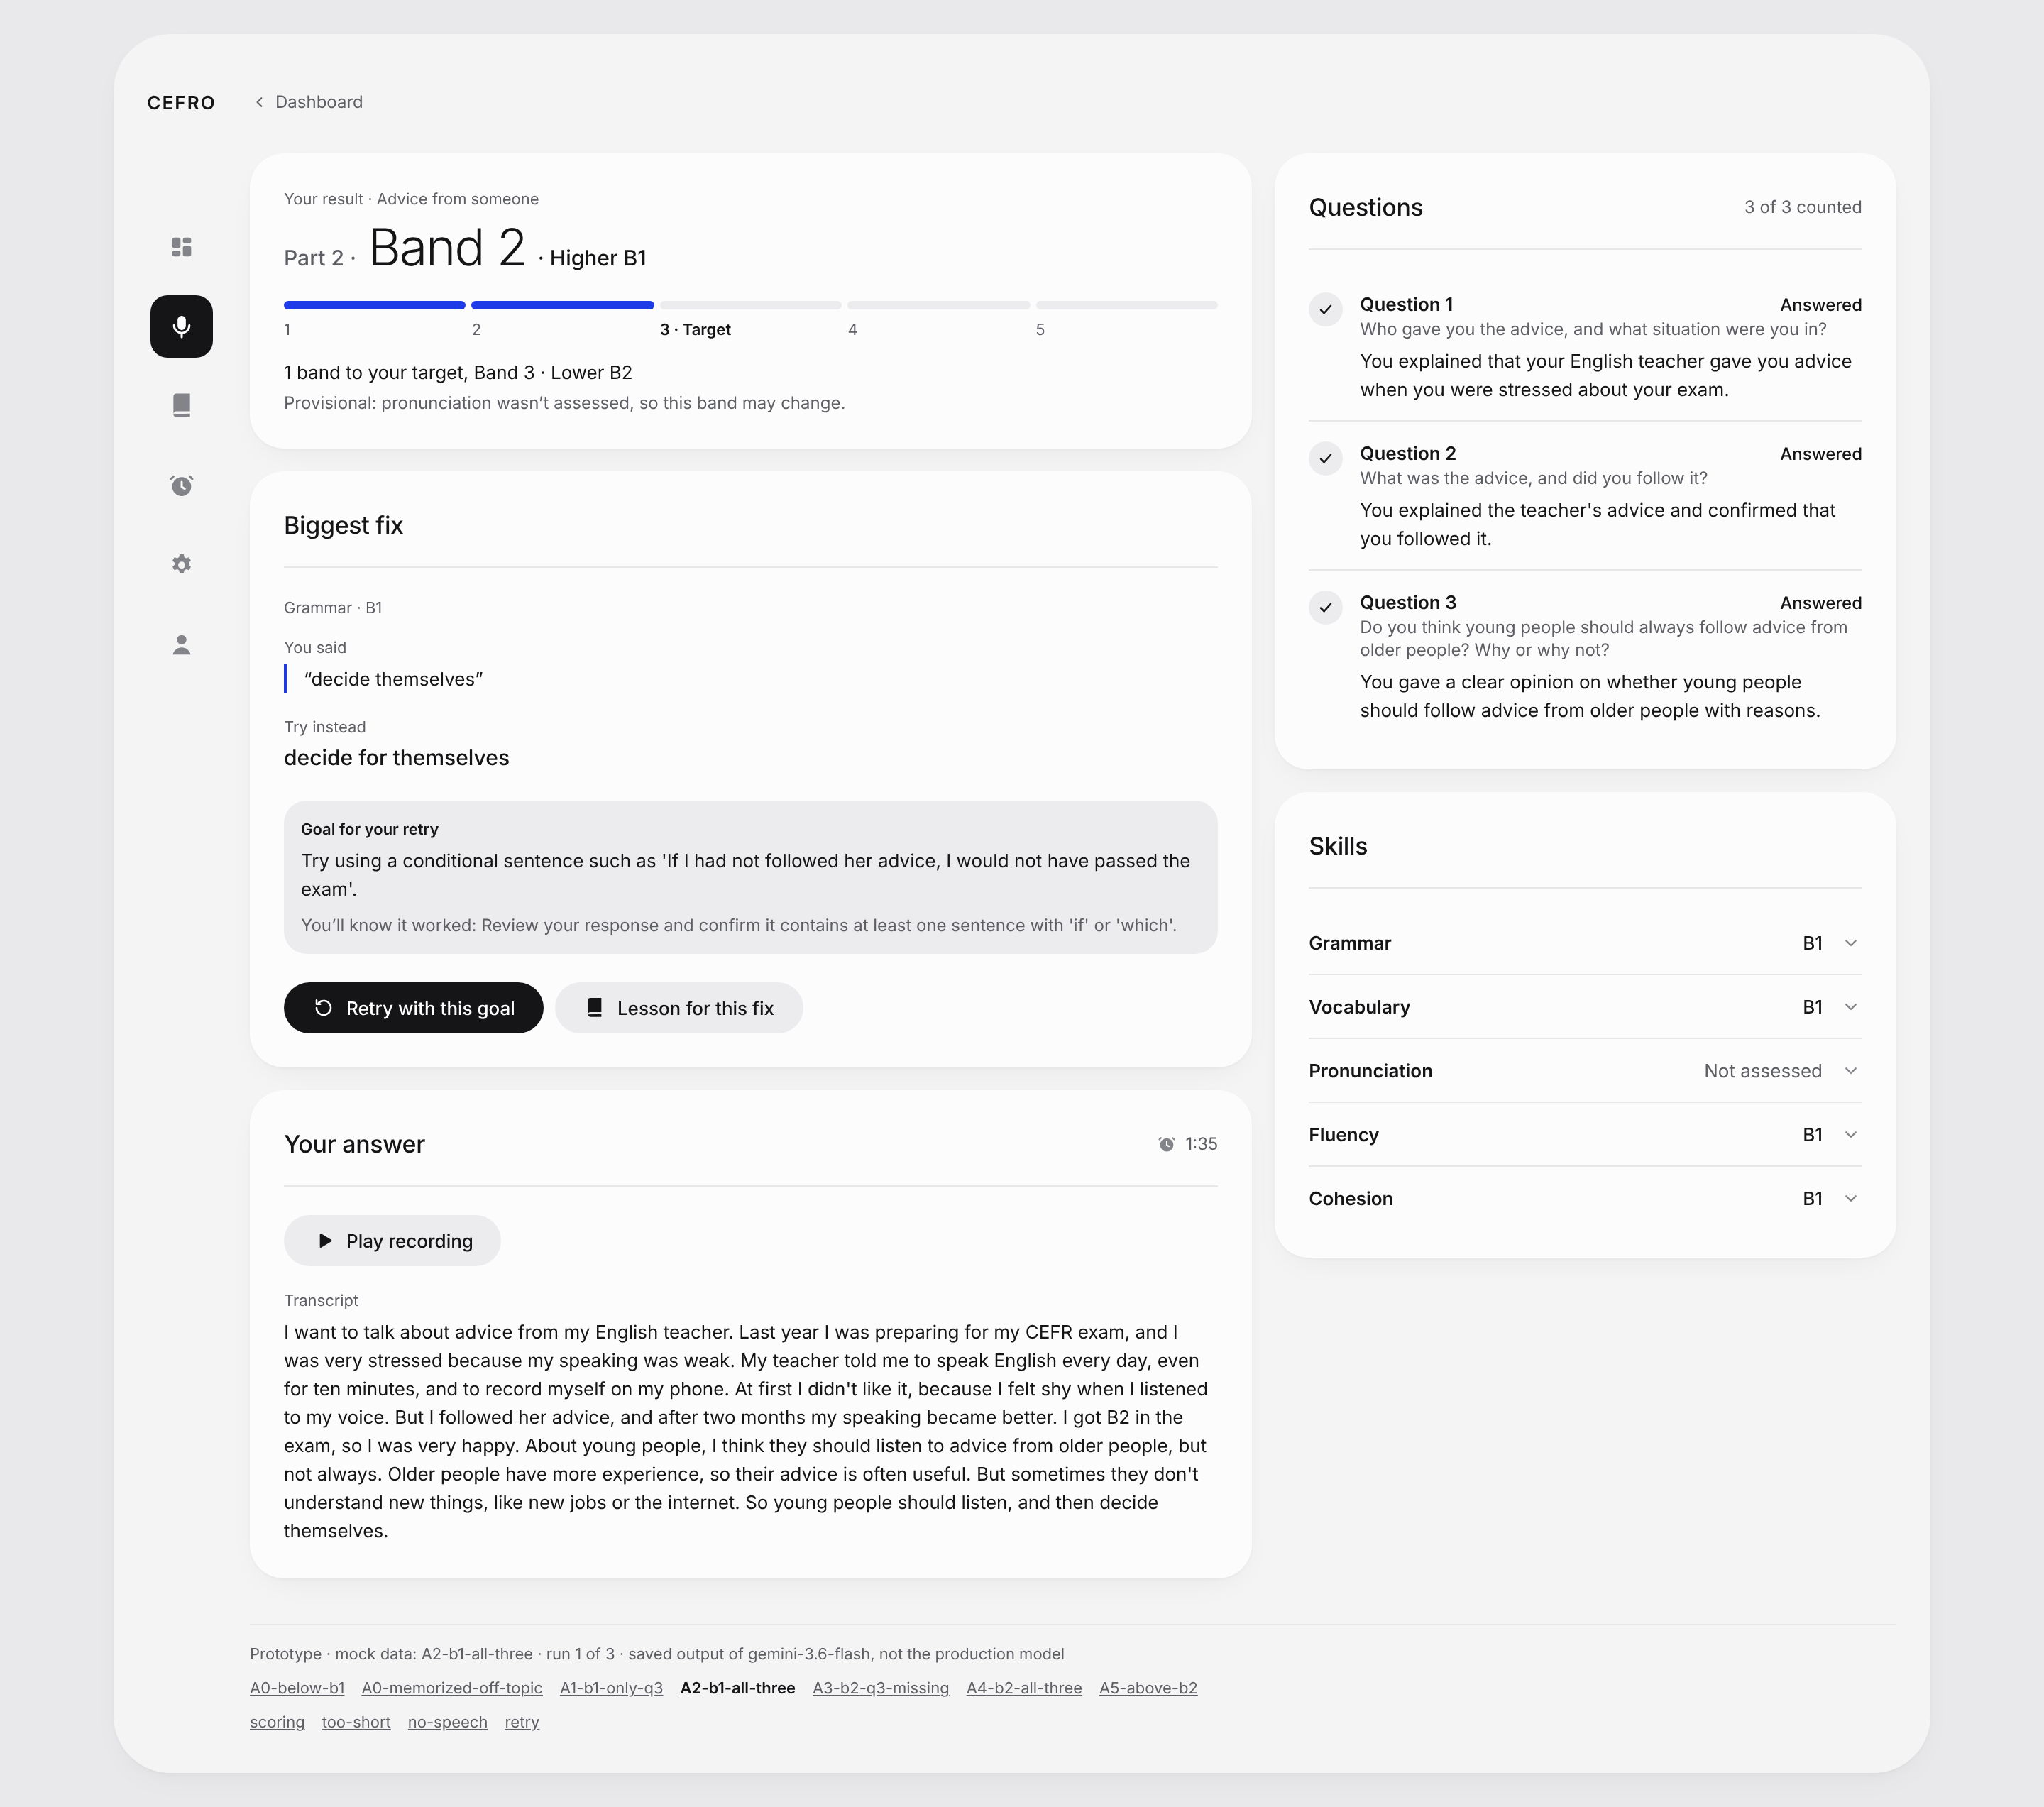 CEFRO
Dashboard
Your result · Advice from someone
Part 2 · Band 2 · Higher B1
1
2
3 · Target
4
5
1 band to your target, Band 3 · Lower B2
Provisional: pronunciation wasn’t assessed, so this band may change.
Biggest fix
Grammar · B1
You said
“decide themselves”
Try instead
decide for themselves
Goal for your retry
Try using a conditional sentence such as 'If I had not followed her advice, I would not have passed the
exam'.
You’ll know it worked: Review your response and confirm it contains at least one sentence with 'if' or 'which'.
Retry with this goal
Lesson for this fix
Your answer
1:35
Play recording
Transcript
I want to talk about advice from my English teacher. Last year I was preparing for my CEFR exam, and I
was very stressed because my speaking was weak. My teacher told me to speak English every day, even
for ten minutes, and to record myself on my phone. At first I didn't like it, because I felt shy when I listened
to my voice. But I followed her advice, and after two months my speaking became better. I got B2 in the
exam, so I was very happy. About young people, I think they should listen to advice from older people, but
not always. Older people have more experience, so their advice is often useful. But sometimes they don't
understand new things, like new jobs or the internet. So young people should listen, and then decide
themselves.
Questions
3 of 3 counted
Question 1
Answered
Who gave you the advice, and what situation were you in?
You explained that your English teacher gave you advice
when you were stressed about your exam.
Question 2
Answered
What was the advice, and did you follow it?
You explained the teacher's advice and confirmed that
you followed it.
Question 3
Answered
Do you think young people should always follow advice from
older people? Why or why not?
You gave a clear opinion on whether young people
should follow advice from older people with reasons.
Skills
Grammar
B1
Vocabulary
B1
Pronunciation
Not assessed
Fluency
B1
Cohesion
B1
Prototype · mock data: A2-b1-all-three · run 1 of 3 · saved output of gemini-3.6-flash, not the production model
A0-below-b1 A0-memorized-off-topic A1-b1-only-q3 A2-b1-all-three A3-b2-q3-missing A4-b2-all-three A5-above-b2
scoring too-short no-speech retry